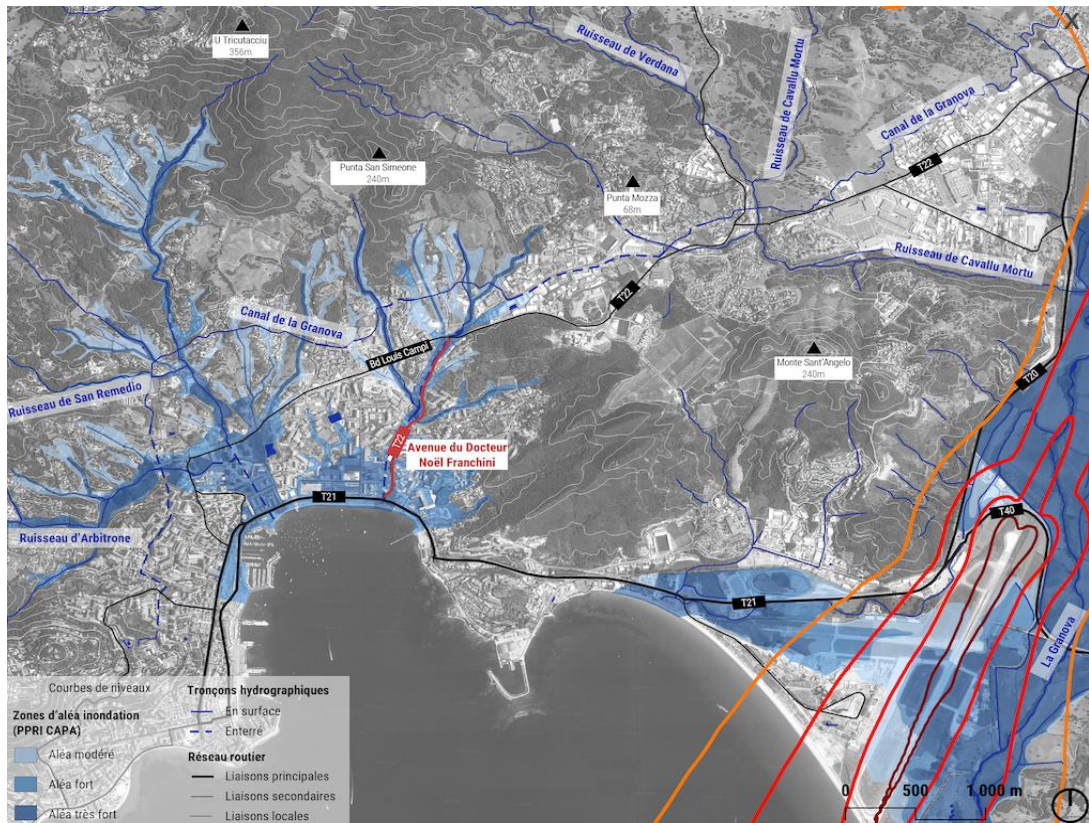 X
U Tricutacciu
356m
Ruisseau de Verdana
Ruisseau de Cavallu Mortu
Canal de la Granova
T22
Punta San Simeone
240m
Punta Mozza
68m
Ruisseau de Cavallu Mortu
T22
Canal de la Granova
Bd Louis Campi
Monte Sant'Angelo
240m
Ruisseau de San Remedio
T20
T22
Avenue du Docteur
Noël Franchini
T21
T40
Ruisseau d'Arbitrone
T21
La Granova
Courbes de niveaux
Zones d'aléa inondation
(PPRI CAPA)
Aléa modéré
Aléa fort
Aléa très fort
Tronçons hydrographiques
En surface
Enterré
Réseau routier
Liaisons principales
Liaisons secondaires
Liaisons locales
0 500 1 000 m